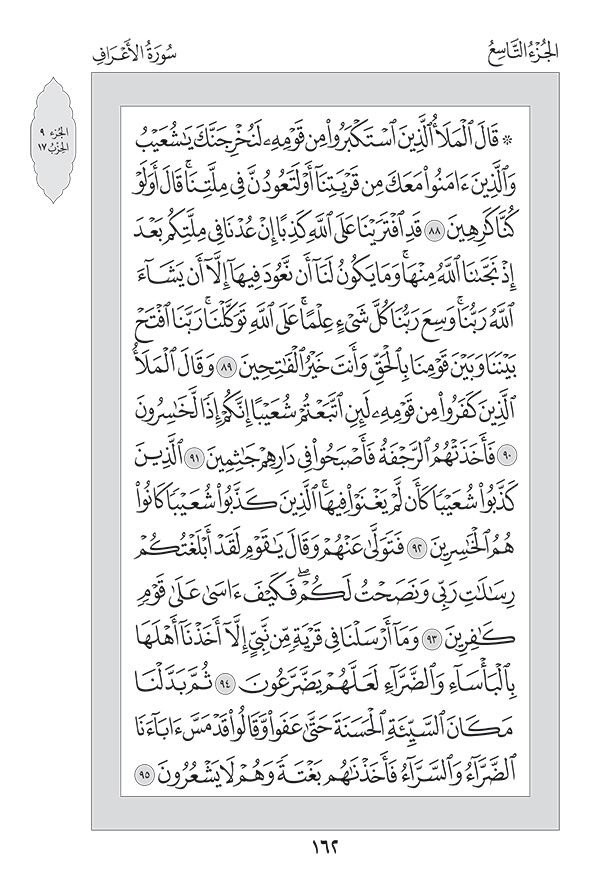 الجُزْءُ التَّاسِعُ
سُورَةُ الأَعْرَافِ
الجُزء ٩
الحِزْبُ ١٧
۞ قَالَ ٱلْمَلَأُ ٱلَّذِينَ ٱسْتَكْبَرُوا۟ مِن قَوْمِهِۦ لَنُخْرِجَنَّكَ يَـٰشُعَيْبُ
وَٱلَّذِينَ ءَامَنُوا۟ مَعَكَ مِن قَرْيَتِنَآ أَوْ لَتَعُودُنَّ فِى مِلَّتِنَا ۚ قَالَ أَوَلَوْ
كُنَّا كَـٰرِهِينَ ٨٨ قَدِ ٱفْتَرَيْنَا عَلَى ٱللَّهِ كَذِبًا إِنْ عُدْنَا فِى مِلَّتِكُم بَعْدَ
إِذْ نَجَّىٰنَا ٱللَّهُ مِنْهَا ۚ وَمَا يَكُونُ لَنَآ أَن نَّعُودَ فِيهَآ إِلَّآ أَن يَشَآءَ
ٱللَّهُ رَبُّنَا ۚ وَسِعَ رَبُّنَا كُلَّ شَىْءٍ عِلْمًا ۚ عَلَى ٱللَّهِ تَوَكَّلْنَا ۚ رَبَّنَا ٱفْتَحْ
بَيْنَنَا وَبَيْنَ قَوْمِنَا بِٱلْحَقِّ وَأَنتَ خَيْرُ ٱلْفَـٰتِحِينَ ٨٩ وَقَالَ ٱلْمَلَأُ
ٱلَّذِينَ كَفَرُوا۟ مِن قَوْمِهِۦ لَئِنِ ٱتَّبَعْتُمْ شُعَيْبًا إِنَّكُمْ إِذًا لَّخَـٰسِرُونَ
٩٠ فَأَخَذَتْهُمُ ٱلرَّجْفَةُ فَأَصْبَحُوا۟ فِى دَارِهِمْ جَـٰثِمِينَ ٩١ ٱلَّذِينَ
كَذَّبُوا۟ شُعَيْبًا كَأَن لَّمْ يَغْنَوْا۟ فِيهَا ۚ ٱلَّذِينَ كَذَّبُوا۟ شُعَيْبًا كَانُوا۟
هُمُ ٱلْخَـٰسِرِينَ ٩٢ فَتَوَلَّىٰ عَنْهُمْ وَقَالَ يَـٰقَوْمِ لَقَدْ أَبْلَغْتُكُمْ
رِسَـٰلَـٰتِ رَبِّى وَنَصَحْتُ لَكُمْ ۖ فَكَيْفَ ءَاسَىٰ عَلَىٰ قَوْمٍ
كَـٰفِرِينَ ٩٣ وَمَآ أَرْسَلْنَا فِى قَرْيَةٍ مِّن نَّبِىٍّ إِلَّآ أَخَذْنَآ أَهْلَهَا
بِٱلْبَأْسَآءِ وَٱلضَّرَّآءِ لَعَلَّهُمْ يَضَّرَّعُونَ ٩٤ ثُمَّ بَدَّلْنَا
مَكَانَ ٱلسَّيِّئَةِ ٱلْحَسَنَةَ حَتَّىٰ عَفَوا۟ وَّقَالُوا۟ قَدْ مَسَّ ءَابَآءَنَا
ٱلضَّرَّآءُ وَٱلسَّرَّآءُ فَأَخَذْنَـٰهُم بَغْتَةً وَهُمْ لَا يَشْعُرُونَ ٩٥
١٦٢